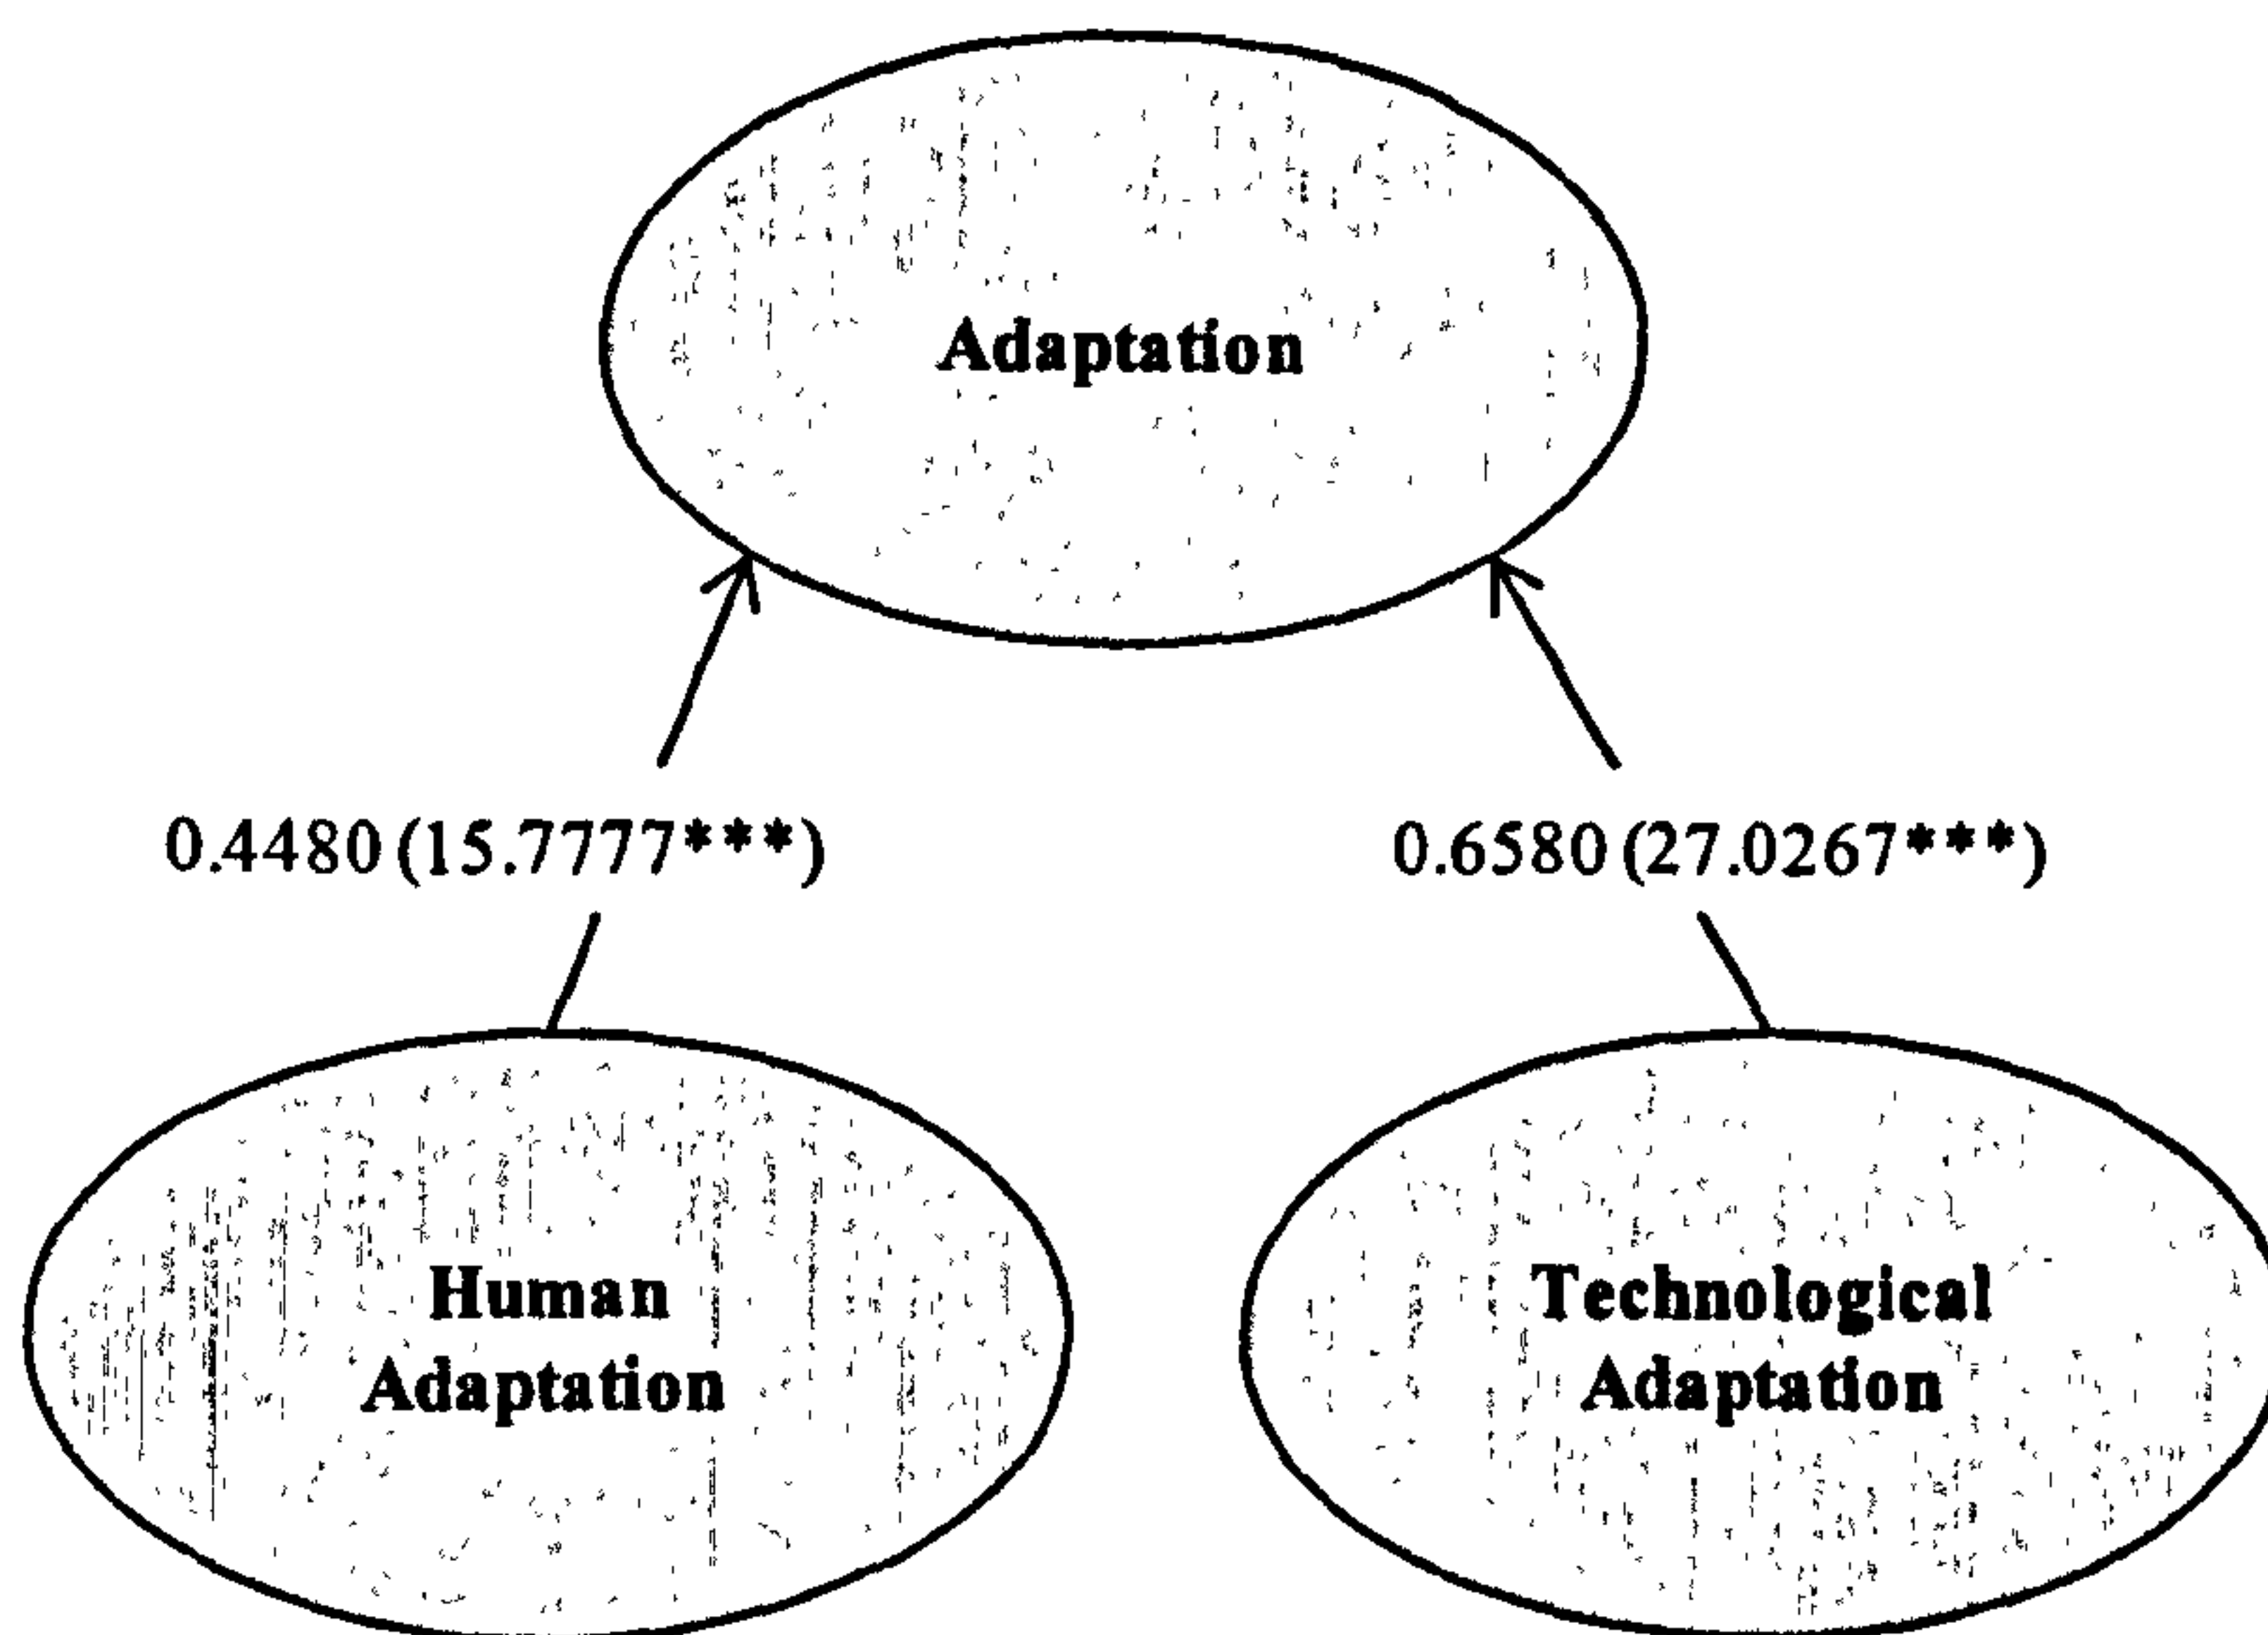 Adaptation
0.4480 (15.7777***)
0.6580 (27.0267***)
Human
Adaptation
Technological
Adaptation